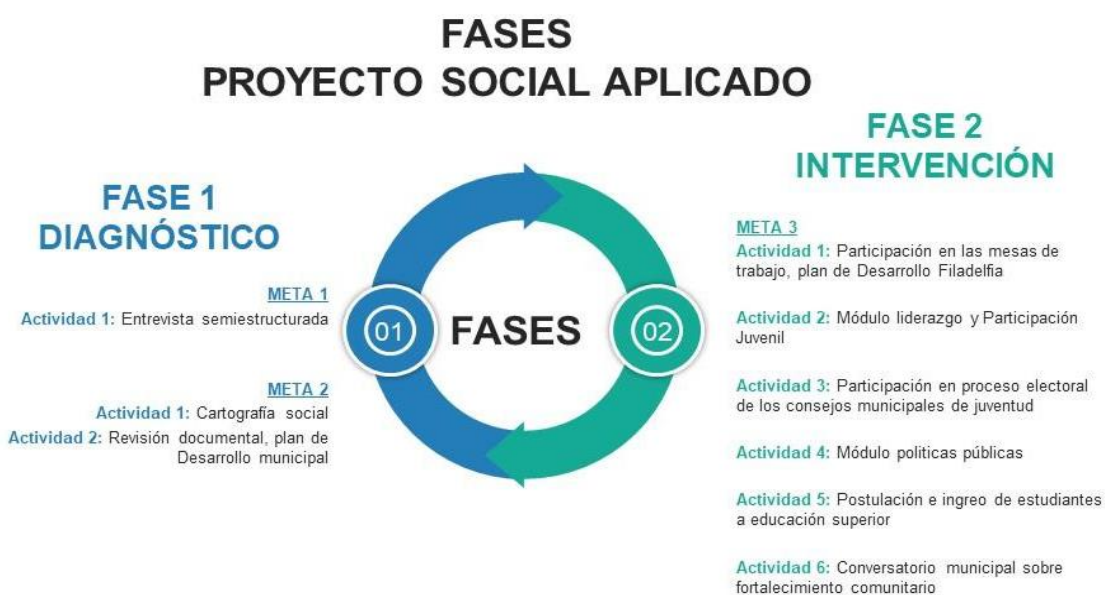 FASES
PROYECTO SOCIAL APLICADO
FASE 1
DIAGNÓSTICO
META 1
Actividad 1: Entrevista semiestructurada
META 2
Actividad 1: Cartografía social
Actividad 2: Revisión documental, plan de
Desarrollo municipal
01
FASES
02
FASE 2
INTERVENCIÓN
META 3
Actividad 1: Participación en las mesas de
trabajo, plan de Desarrollo Filadelfia
Actividad 2: Módulo liderazgo y Participación
Juvenil
Actividad 3: Participación en proceso electoral
de los consejos municipales de juventud
Actividad 4: Módulo politicas públicas
Actividad 5: Postulación e ingreo de estudiantes
a educación superior
Actividad 6: Conversatorio municipal sobre
fortalecimiento comunitario